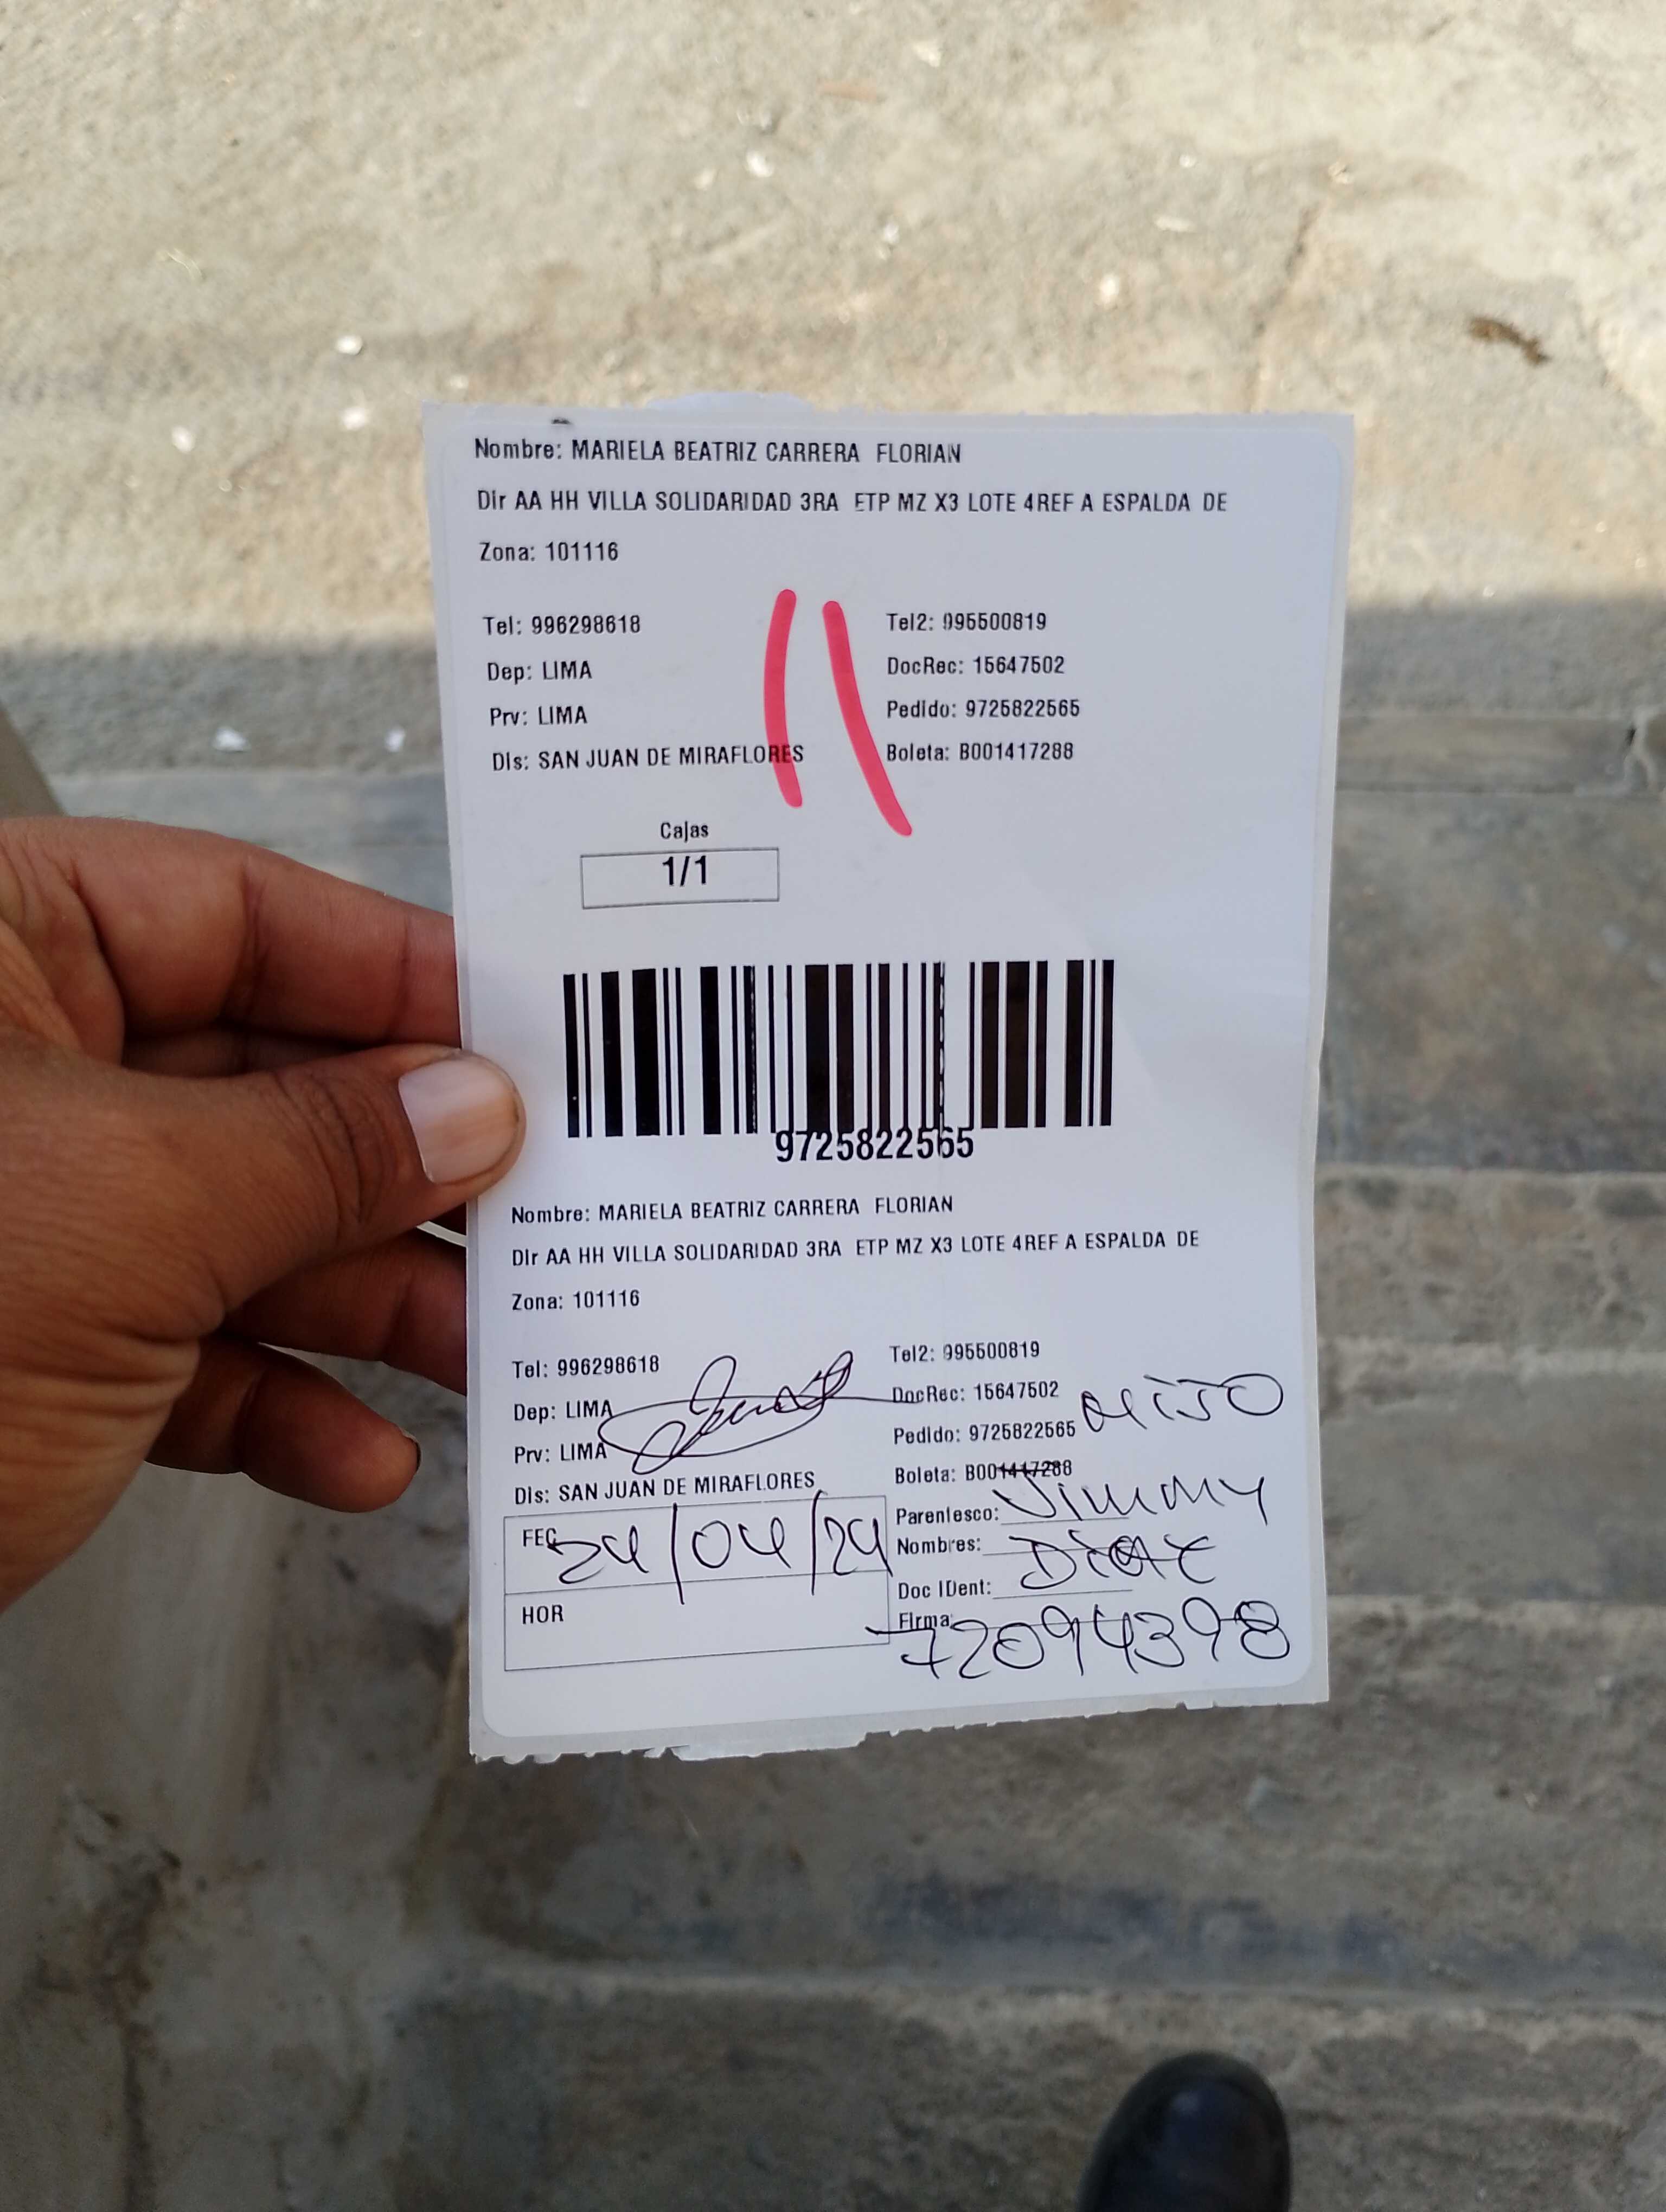 Nombre: MARIELA BEATRIZ CARRERA FLORIAN
Dir AA HH VILLA SOLIDARIDAD 3RA ETP MZ X3 LOTE 4REF A ESPALDA DE
Zona: 101116
Tel: 996298618 Tel2: 995500819
Dep: LIMA DocRec: 15647502
Prv: LIMA Pedido: 9725822565
Dis: SAN JUAN DE MIRAFLORES Boleta: B001417288
Cajas
1/1
9725822565
Nombre: MARIELA BEATRIZ CARRERA FLORIAN
Dir AA HH VILLA SOLIDARIDAD 3RA ETP MZ X3 LOTE 4REF A ESPALDA DE
Zona: 101116
Tel: 996298618 Tel2: 995500819
Dep: LIMA DocRec: 15647502
Prv: LIMA Pedido: 9725822565
Dis: SAN JUAN DE MIRAFLORES Boleta: B001417288
Parentesco: Jimmy
FEC 24/04/24 Nombres: Diaz
Doc IDent:
HOR Firma: 72094398